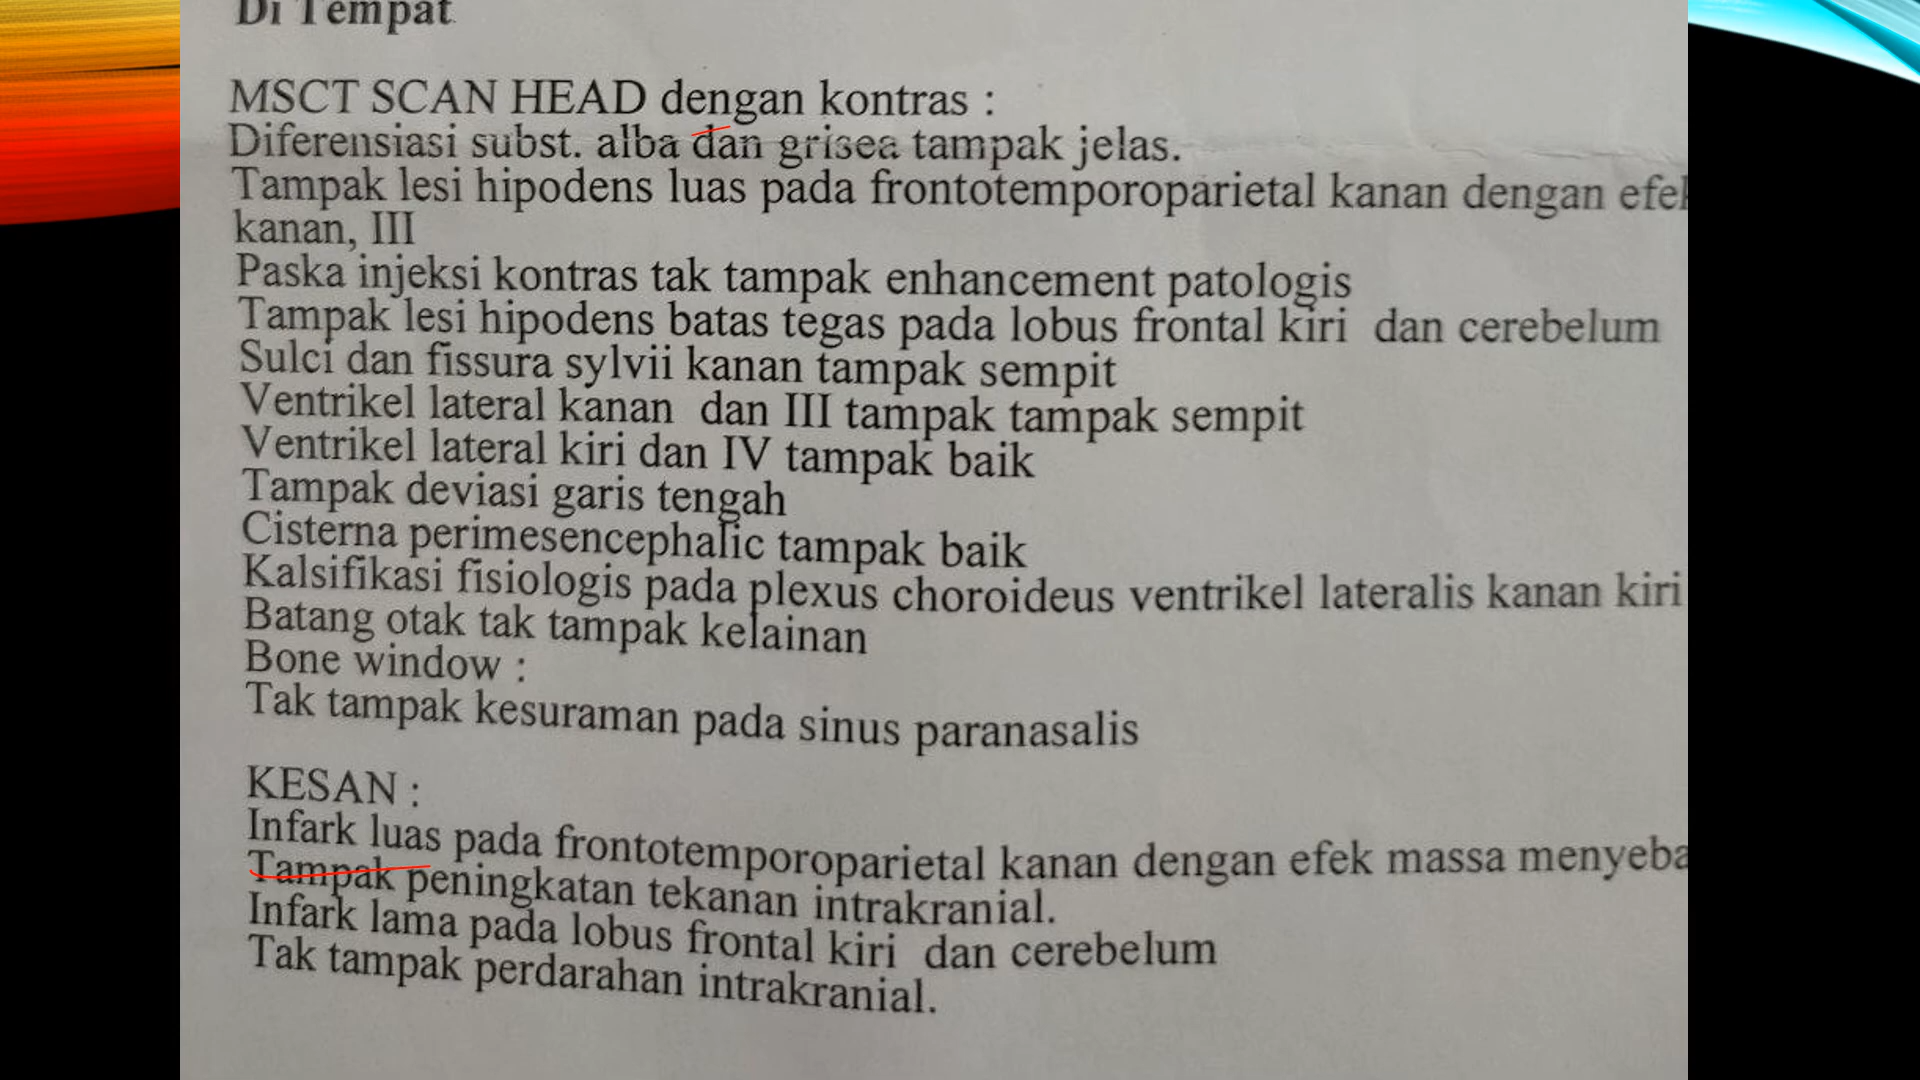 Di Tempat
MSCT SCAN HEAD dengan kontras :
Diferensiasi subst. alba dan grisea tampak jelas.
Tampak lesi hipodens luas pada frontotemporoparietal kanan dengan efek
kanan, III
Paska injeksi kontras tak tampak enhancement patologis
Tampak lesi hipodens batas tegas pada lobus frontal kiri dan cerebelum
Sulci dan fissura sylvii kanan tampak sempit
Ventrikel lateral kanan dan III tampak tampak sempit
Ventrikel lateral kiri dan IV tampak baik
Tampak deviasi garis tengah
Cisterna perimesencephalic tampak baik
Kalsifikasi fisiologis pada plexus choroideus ventrikel lateralis kanan kiri
Batang otak tak tampak kelainan
Bone window :
Tak tampak kesuraman pada sinus paranasalis
KESAN :
Infark luas pada frontotemporoparietal kanan dengan efek massa menyeba
Tampak peningkatan tekanan intrakranial.
Infark lama pada lobus frontal kiri dan cerebelum
Tak tampak perdarahan intrakranial.